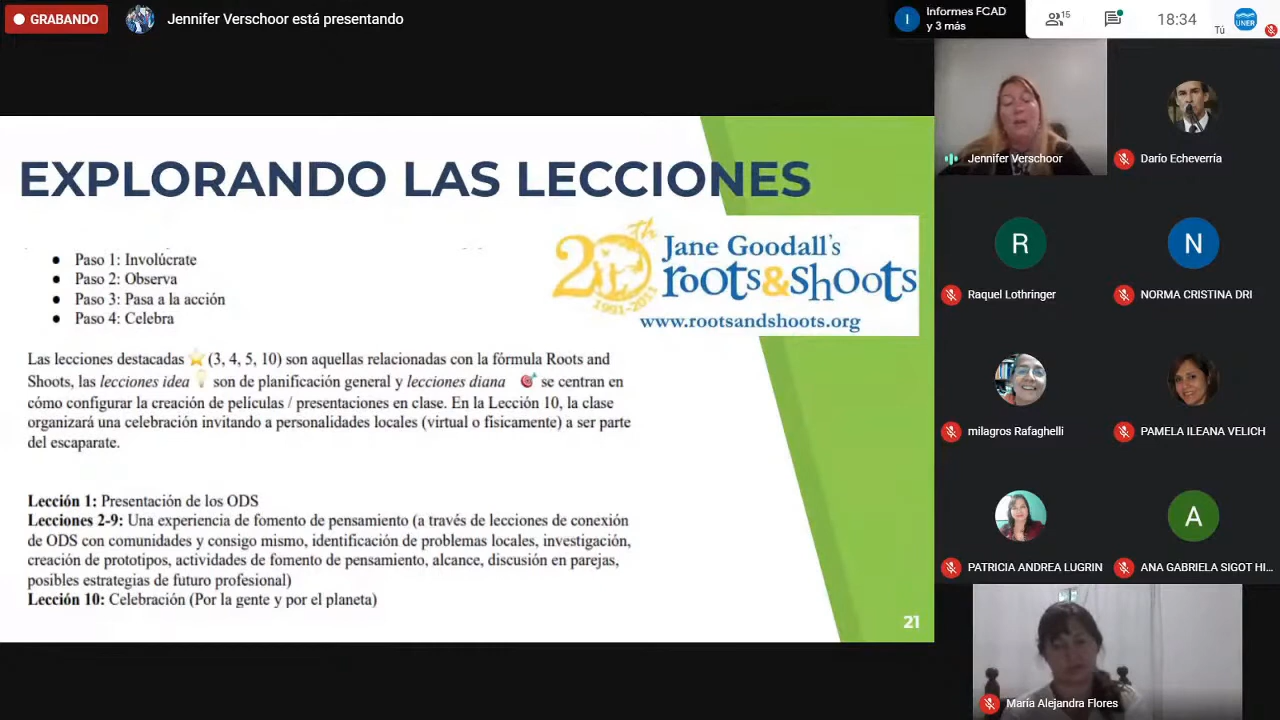 GRABANDO
Jennifer Verschoor está presentando
I
Informes FCAD
y 3 más
15
18:34
Tú
UNER
EXPLORANDO LAS LECCIONES
Paso 1: Involúcrate
Paso 2: Observa
Paso 3: Pasa a la acción
Paso 4: Celebra
20th
1991-2011
Jane Goodall's
roots&shoots
www.rootsandshoots.org
Las lecciones destacadas ⭐ (3, 4, 5, 10) son aquellas relacionadas con la fórmula Roots and
Shoots, las lecciones idea 💡 son de planificación general y lecciones diana 🎯 se centran en
cómo configurar la creación de películas / presentaciones en clase. En la Lección 10, la clase
organizará una celebración invitando a personalidades locales (virtual o físicamente) a ser parte
del escaparate.
Lección 1: Presentación de los ODS
Lecciones 2-9: Una experiencia de fomento de pensamiento (a través de lecciones de conexión
de ODS con comunidades y consigo mismo, identificación de problemas locales, investigación,
creación de prototipos, actividades de fomento de pensamiento, alcance, discusión en parejas,
posibles estrategias de futuro profesional)
Lección 10: Celebración (Por la gente y por el planeta)
21
Jennifer Verschoor
Darío Echeverría
R
Raquel Lothringer
N
NORMA CRISTINA DRI
milagros Rafaghelli
PAMELA ILEANA VELICH
PATRICIA ANDREA LUGRIN
A
ANA GABRIELA SIGOT HI...
María Alejandra Flores